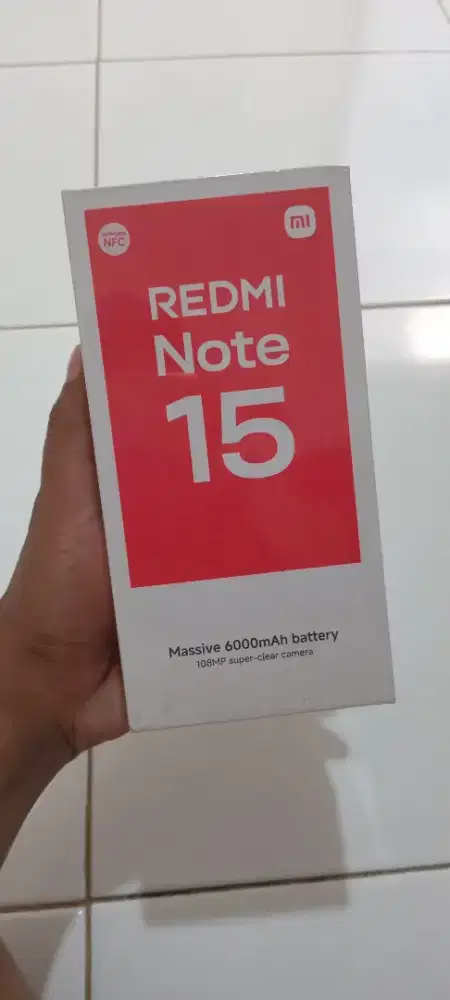 NFC
mi
REDMI
Note
15
Massive 6000mAh battery
108MP super-clear camera